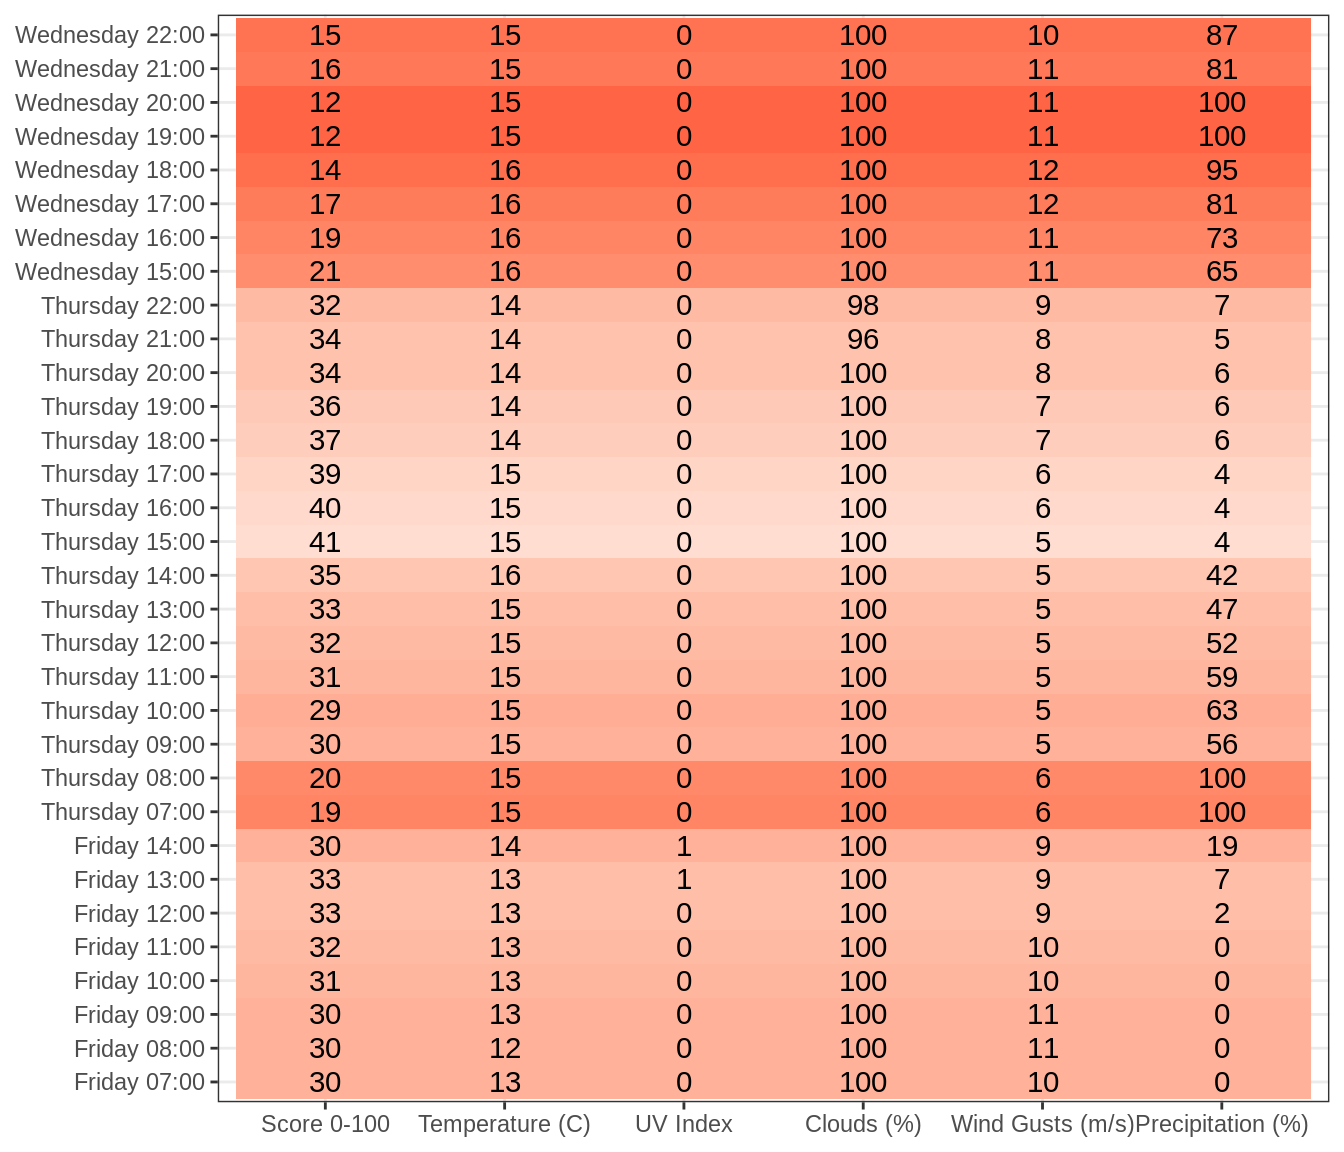 Wednesday 22:00 15 15 0 100 10 87
Wednesday 21:00 16 15 0 100 11 81
Wednesday 20:00 12 15 0 100 11 100
Wednesday 19:00 12 15 0 100 11 100
Wednesday 18:00 14 16 0 100 12 95
Wednesday 17:00 17 16 0 100 12 81
Wednesday 16:00 19 16 0 100 11 73
Wednesday 15:00 21 16 0 100 11 65
Thursday 22:00 32 14 0 98 9 7
Thursday 21:00 34 14 0 96 8 5
Thursday 20:00 34 14 0 100 8 6
Thursday 19:00 36 14 0 100 7 6
Thursday 18:00 37 14 0 100 7 6
Thursday 17:00 39 15 0 100 6 4
Thursday 16:00 40 15 0 100 6 4
Thursday 15:00 41 15 0 100 5 4
Thursday 14:00 35 16 0 100 5 42
Thursday 13:00 33 15 0 100 5 47
Thursday 12:00 32 15 0 100 5 52
Thursday 11:00 31 15 0 100 5 59
Thursday 10:00 29 15 0 100 5 63
Thursday 09:00 30 15 0 100 5 56
Thursday 08:00 20 15 0 100 6 100
Thursday 07:00 19 15 0 100 6 100
Friday 14:00 30 14 1 100 9 19
Friday 13:00 33 13 1 100 9 7
Friday 12:00 33 13 0 100 9 2
Friday 11:00 32 13 0 100 10 0
Friday 10:00 31 13 0 100 10 0
Friday 09:00 30 13 0 100 11 0
Friday 08:00 30 12 0 100 11 0
Friday 07:00 30 13 0 100 10 0
Score 0-100 Temperature (C) UV Index Clouds (%) Wind Gusts (m/s) Precipitation (%)